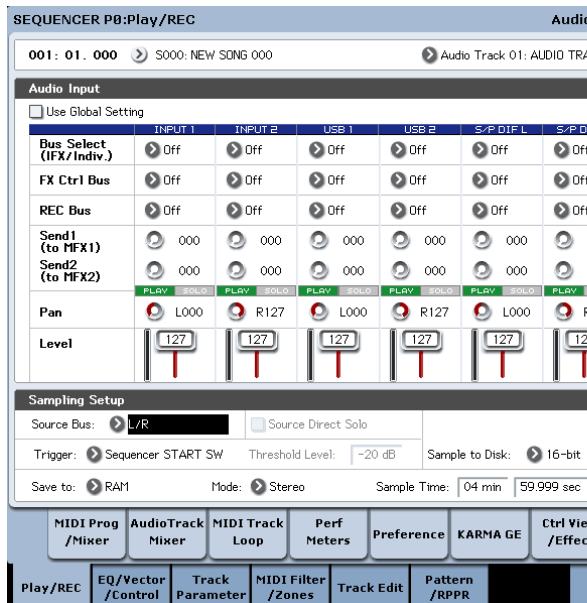 SEQUENCER P0:Play/REC Audio
001: 01. 000 S000: NEW SONG 000 Audio Track 01: AUDIO TRA
Audio Input
Use Global Setting
INPUT 1 INPUT 2 USB 1 USB 2 S/P DIF L S/P D
Bus Select (IFX/Indiv.) Off Off Off Off Off Off
FX Ctrl Bus Off Off Off Off Off Off
REC Bus Off Off Off Off Off Off
Send1 (to MFX1) 000 000 000 000 000
Send2 (to MFX2) 000 000 000 000 000
PLAY SOLO PLAY SOLO PLAY SOLO PLAY SOLO PLAY SOLO PLAY
Pan L000 R127 L000 R127 L000 R
Level 127 127 127 127 127 12
Sampling Setup
Source Bus: L/R Source Direct Solo
Trigger: Sequencer START SW Threshold Level: -20 dB Sample to Disk: 16-bit
Save to: RAM Mode: Stereo Sample Time: 04 min 59.999 sec
MIDI Prog /Mixer AudioTrack Mixer MIDI Track Loop Perf Meters Preference KARMA GE Ctrl Vie /Effec
Play/REC EQ/Vector /Control Track Parameter MIDI Filter /Zones Track Edit Pattern /RPPR